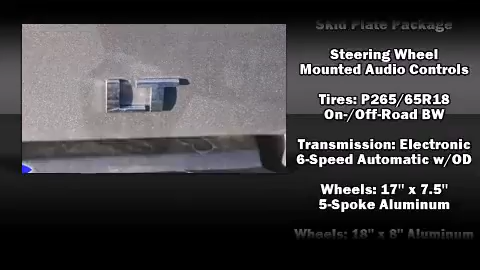 Skid Plate Package
Steering Wheel
Mounted Audio Controls
Tires: P265/65R18
On-/Off-Road BW
Transmission: Electronic
6-Speed Automatic w/OD
Wheels: 17" x 7.5"
5-Spoke Aluminum
Wheels: 18" x 8" Aluminum
LT